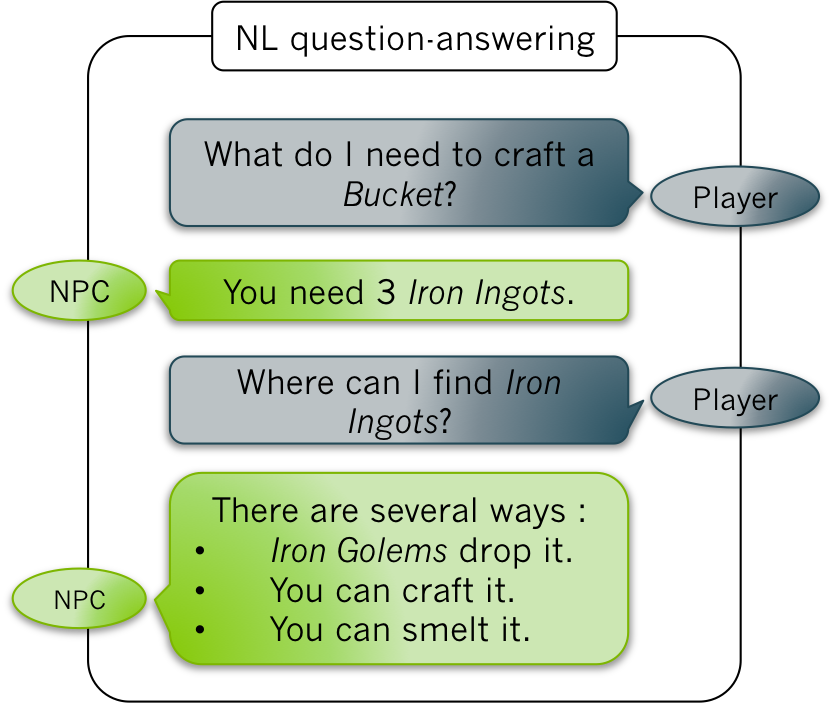 NL question-answering
What do I need to craft a
Bucket?
Player
NPC
You need 3 Iron Ingots.
Where can I find Iron
Ingots?
Player
There are several ways :
• Iron Golems drop it.
• You can craft it.
• You can smelt it.
NPC